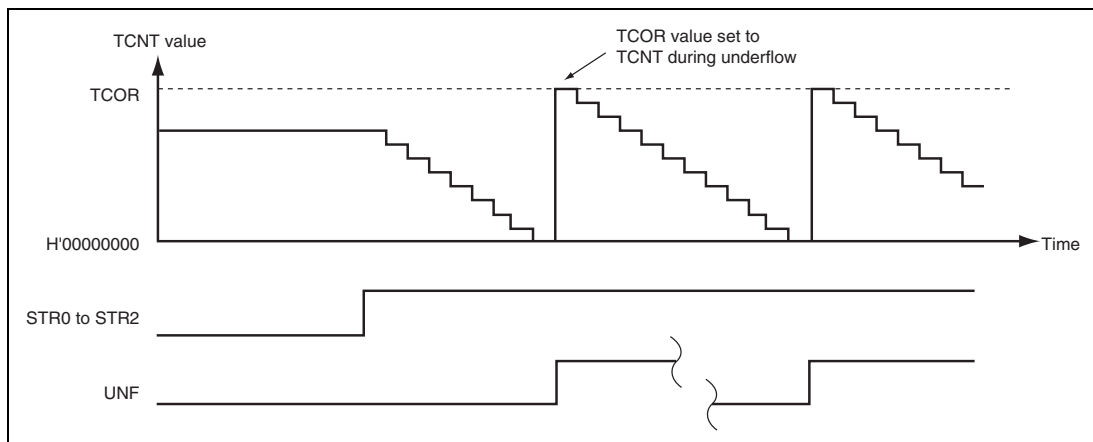 TCNT value
TCOR value set to
TCNT during underflow
TCOR
H'00000000
Time
STR0 to STR2
UNF